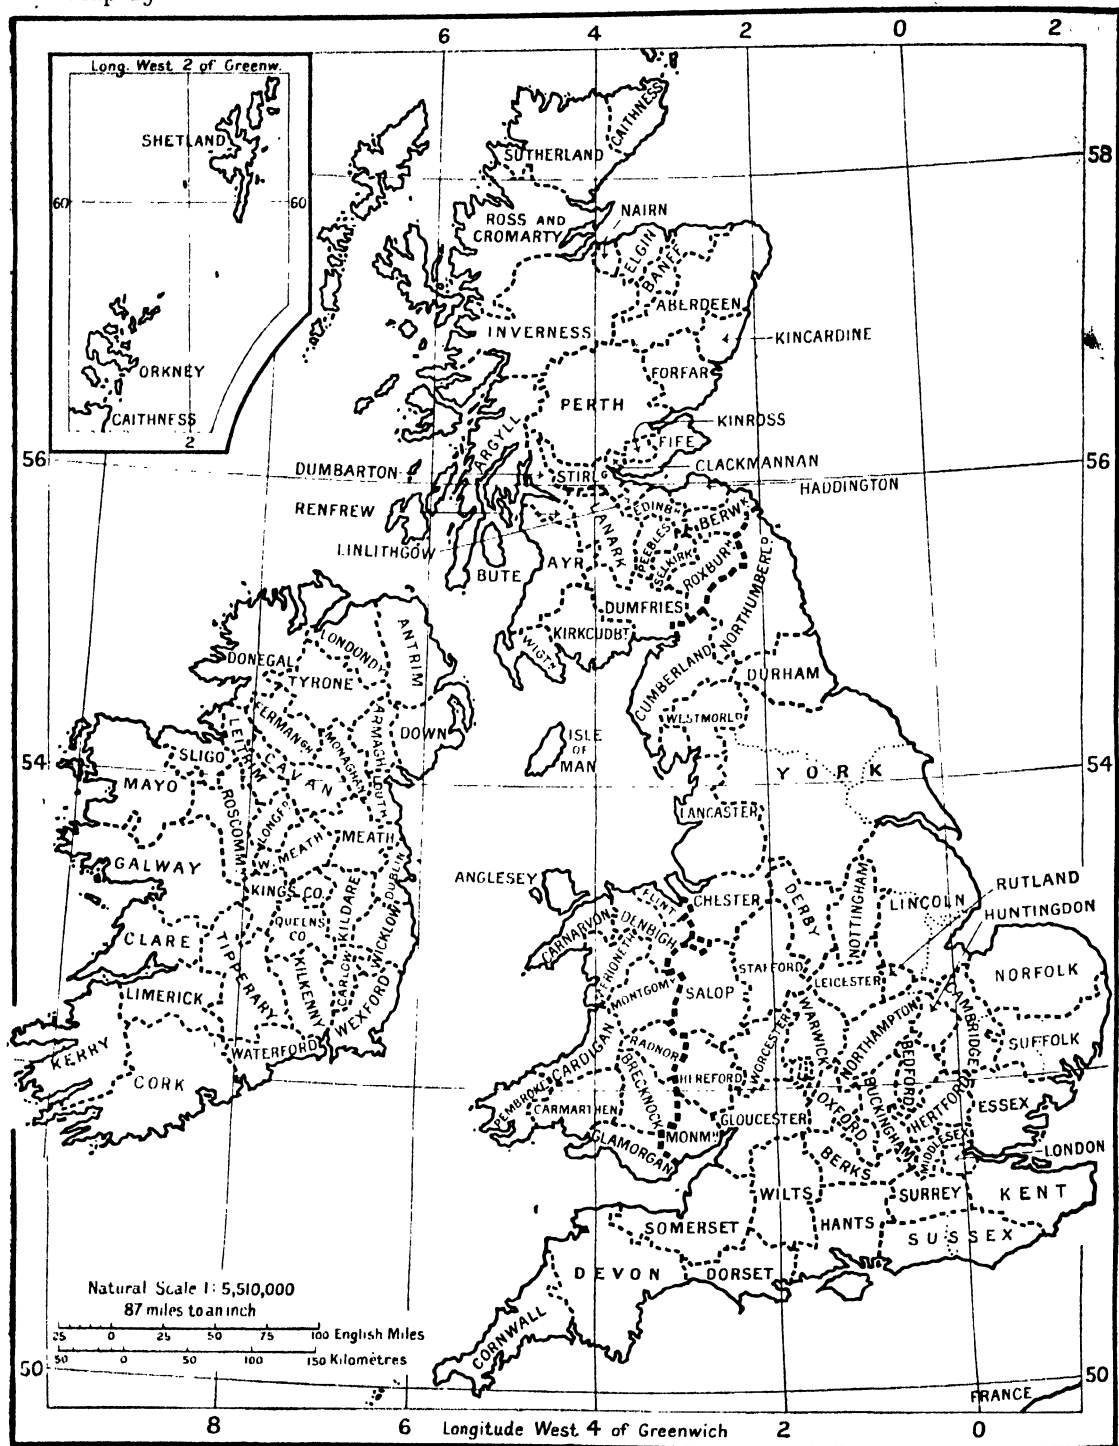 6 4 2 0 2
Long. West 2 of Greenw.
SHETLAND
60 60
ORKNEY
CAITHNESS
2
58
CAITHNESS
SUTHERLAND
ROSS AND
CROMARTY
NAIRN
ELGIN
BANFF
ABERDEEN
INVERNESS
KINCARDINE
FORFAR
PERTH
KINROSS
FIFE
ARGYLL
56 56
DUMBARTON
STIRLG
CLACKMANNAN
HADDINGTON
RENFREW
EDINBH
BERWK
LANARK
PEEBLES
SELKIRK
ROXBURH
LINLITHGOW
AYR
BUTE
DUMFRIES
NORTHUMBERLD
KIRKCUDBT
WIGTN
CUMBERLAND
DURHAM
LONDONDY
ANTRIM
DONEGAL
TYRONE
WESTMORLD
FERMANGH
ARMAGH
DOWN
ISLE
OF
MAN
LEITRIM
MONAGHAN
SLIGO
CAVAN
LOUTH
54 54
YORK
MAYO
ROSCOMMN
LONGFD
LANCASTER
MEATH
W. MEATH
GALWAY
DUBLIN
ANGLESEY
FLINT
CHESTER
DERBY
NOTTINGHAM
LINCOLN
RUTLAND
KINGS CO.
KILDARE
HUNTINGDON
QUEENS
CO
CARNARVON
DENBIGH
CLARE
WICKLOW
MERIONETH
STAFFORD
LEICESTER
NORFOLK
TIPPERARY
KILKENNY
CARLOW
LIMERICK
MONTGOMY
SALOP
WEXFORD
WARWICK
NORTHAMPTON
CAMBRIDGE
SUFFOLK
KERRY
WATERFORD
CARDIGAN
RADNOR
WORCESTER
BEDFORD
CORK
BRECKNOCK
HEREFORD
PEMBROKE
CARMARTHEN
GLOUCESTER
OXFORD
BUCKINGHAM
HERTFORD
ESSEX
GLAMORGAN
MONMH
BERKS
MIDDLESEX
LONDON
WILTS
SURREY
KENT
SOMERSET
HANTS
SUSSEX
DEVON
DORSET
CORNWALL
Natural Scale 1: 5,510,000
87 miles to an inch
25 0 25 50 75 100 English Miles
50 0 50 100 150 Kilometres
50 50
FRANCE
8 6 Longitude West 4 of Greenwich 2 0